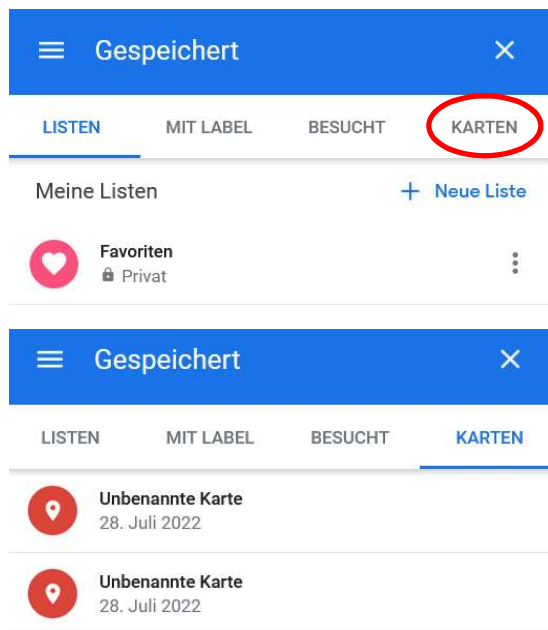 Gespeichert
LISTEN MIT LABEL BESUCHT KARTEN
Meine Listen + Neue Liste
Favoriten
Privat
Gespeichert
LISTEN MIT LABEL BESUCHT KARTEN
Unbenannte Karte
28. Juli 2022
Unbenannte Karte
28. Juli 2022